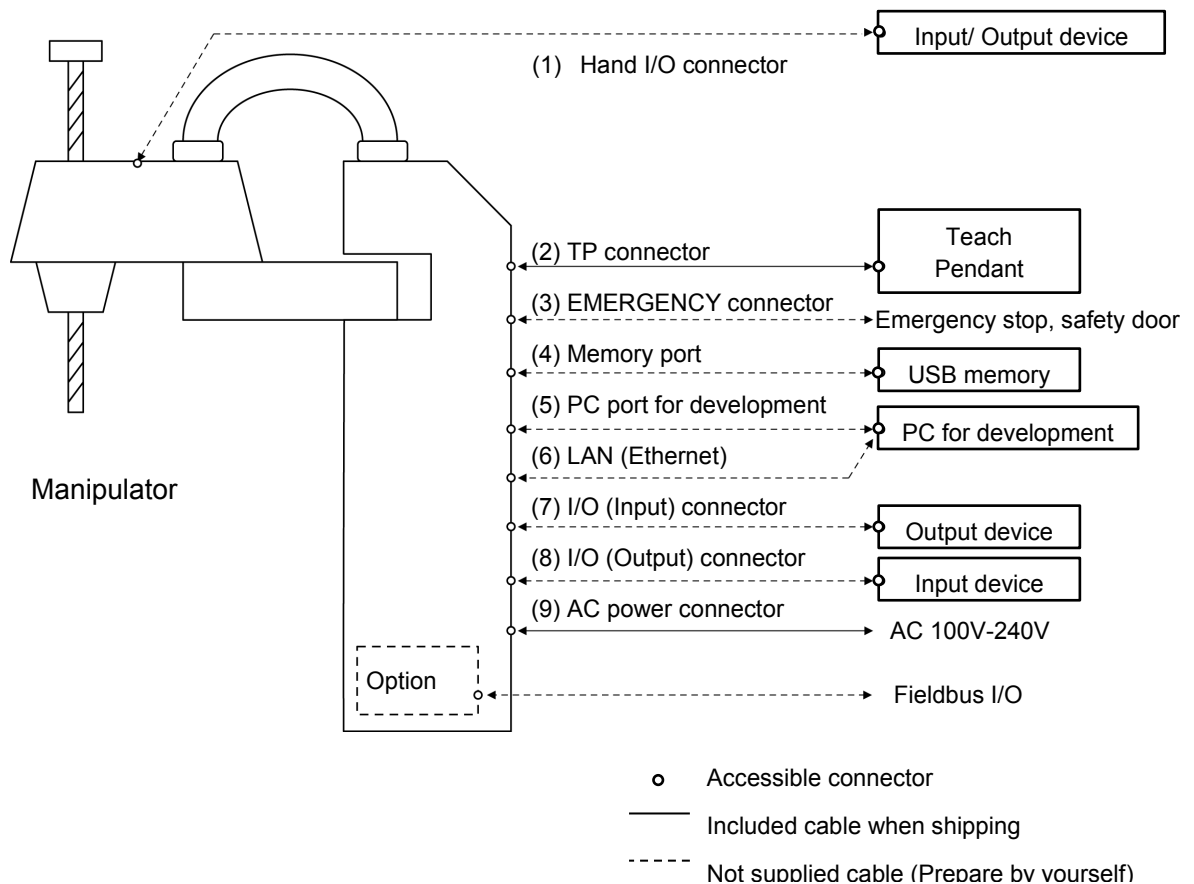 Input/ Output device
(1) Hand I/O connector
(2) TP connector
Teach
Pendant
(3) EMERGENCY connector
Emergency stop, safety door
(4) Memory port
USB memory
(5) PC port for development
PC for development
(6) LAN (Ethernet)
Manipulator
(7) I/O (Input) connector
Output device
(8) I/O (Output) connector
Input device
(9) AC power connector
AC 100V-240V
Option
Fieldbus I/O
Accessible connector
Included cable when shipping
Not supplied cable (Prepare by yourself)